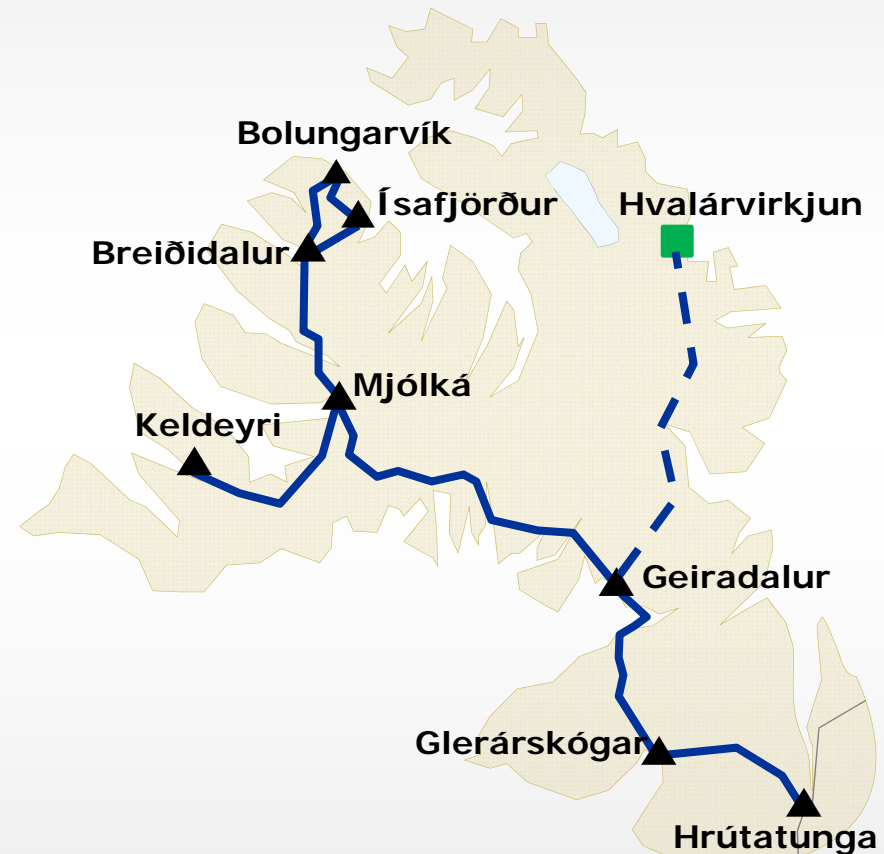 Bolungarvík
Ísafjörður
Hvalárvirkjun
Breiðidalur
Mjólká
Keldeyri
Geiradalur
Glerárskógar
Hrútatunga